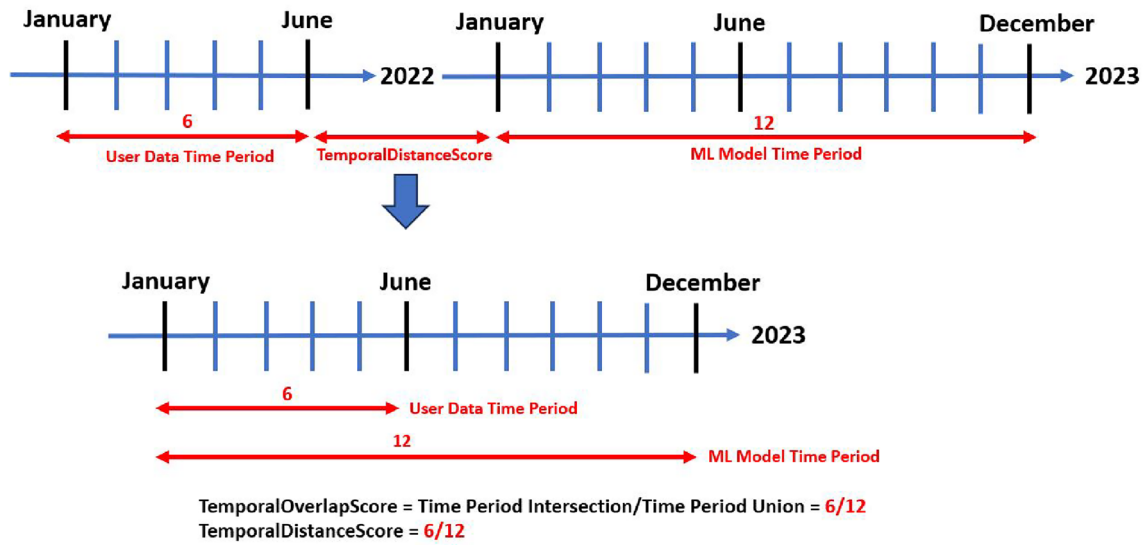 January June January June December
2022 2023
6 12
User Data Time Period TemporalDistanceScore ML Model Time Period
January June December
2023
6
User Data Time Period
12
ML Model Time Period
TemporalOverlapScore = Time Period Intersection/Time Period Union = 6/12
TemporalDistanceScore = 6/12